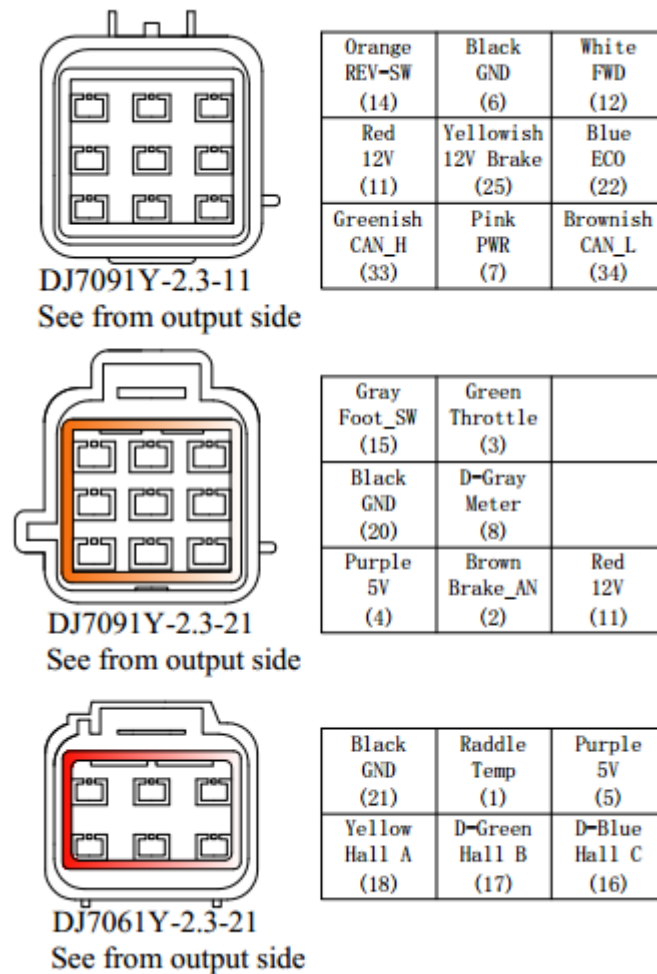 Orange Black White
REV-SW GND FWD
(14) (6) (12)
Red Yellowish Blue
12V 12V Brake ECO
(11) (25) (22)
Greenish Pink Brownish
CAN_H PWR CAN_L
(33) (7) (34)
DJ7091Y-2.3-11
See from output side
Gray Green
Foot_SW Throttle
(15) (3)
Black D-Gray
GND Meter
(20) (8)
Purple Brown Red
5V Brake_AN 12V
(4) (2) (11)
DJ7091Y-2.3-21
See from output side
Black Raddle Purple
GND Temp 5V
(21) (1) (5)
Yellow D-Green D-Blue
Hall A Hall B Hall C
(18) (17) (16)
DJ7061Y-2.3-21
See from output side